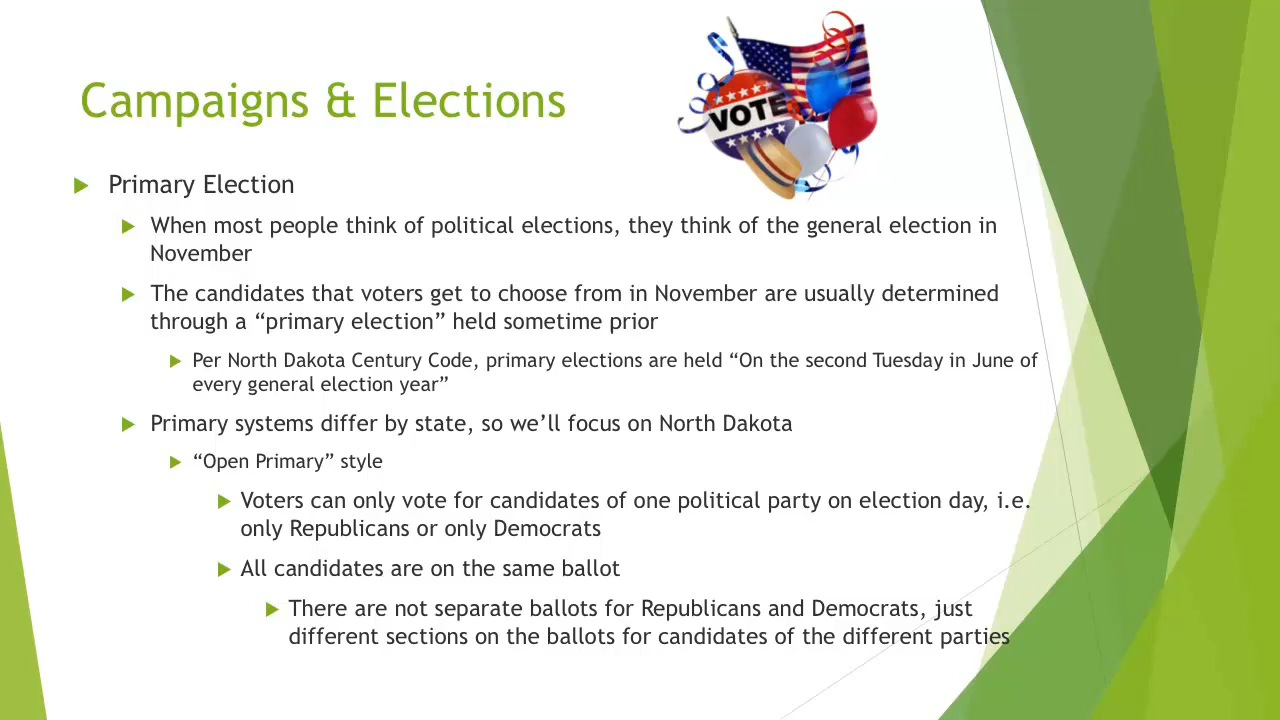 Campaigns & Elections
VOTE
Primary Election
When most people think of political elections, they think of the general election in
November
The candidates that voters get to choose from in November are usually determined
through a “primary election” held sometime prior
Per North Dakota Century Code, primary elections are held “On the second Tuesday in June of
every general election year”
Primary systems differ by state, so we’ll focus on North Dakota
“Open Primary” style
Voters can only vote for candidates of one political party on election day, i.e.
only Republicans or only Democrats
All candidates are on the same ballot
There are not separate ballots for Republicans and Democrats, just
different sections on the ballots for candidates of the different parties